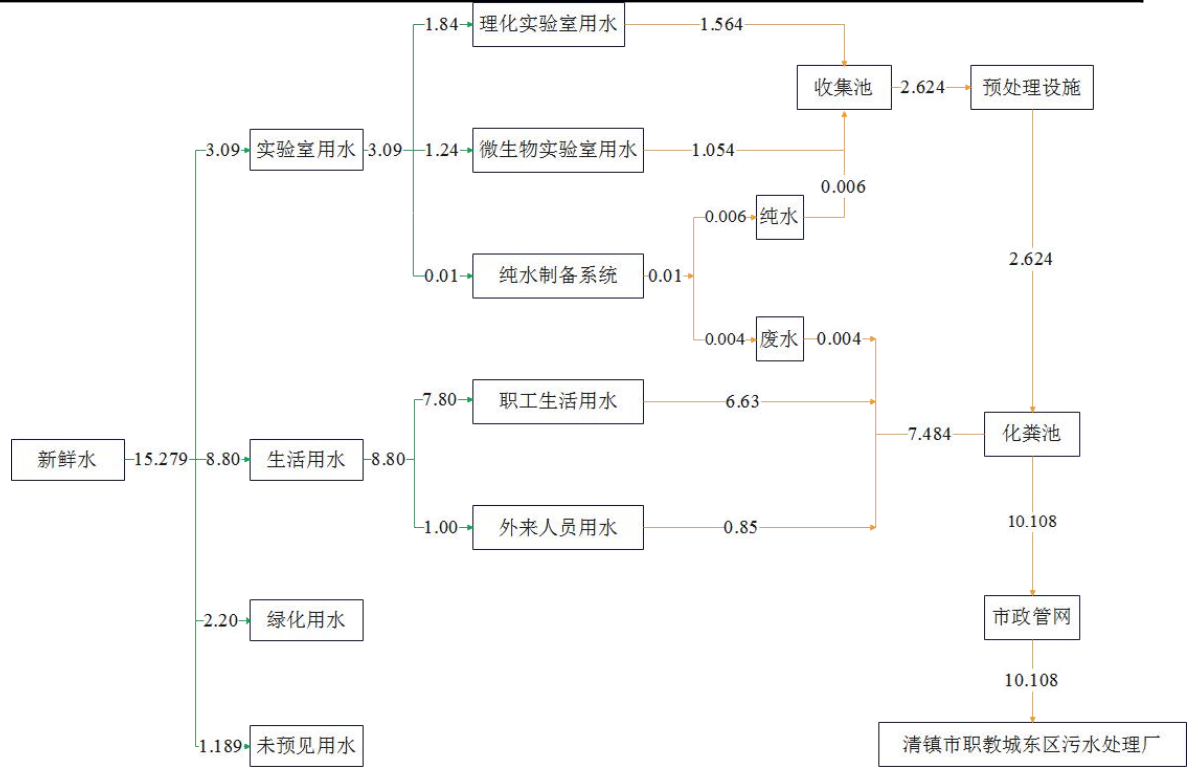 1.84
理化实验室用水
1.564
收集池
2.624
预处理设施
3.09
实验室用水
3.09
1.24
微生物实验室用水
1.054
0.006
0.006
纯水
2.624
0.01
纯水制备系统
0.01
0.004
废水
0.004
7.80
职工生活用水
6.63
新鲜水
15.279
8.80
生活用水
8.80
7.484
化粪池
1.00
外来人员用水
0.85
10.108
2.20
绿化用水
市政管网
10.108
1.189
未预见用水
清镇市职教城东区污水处理厂